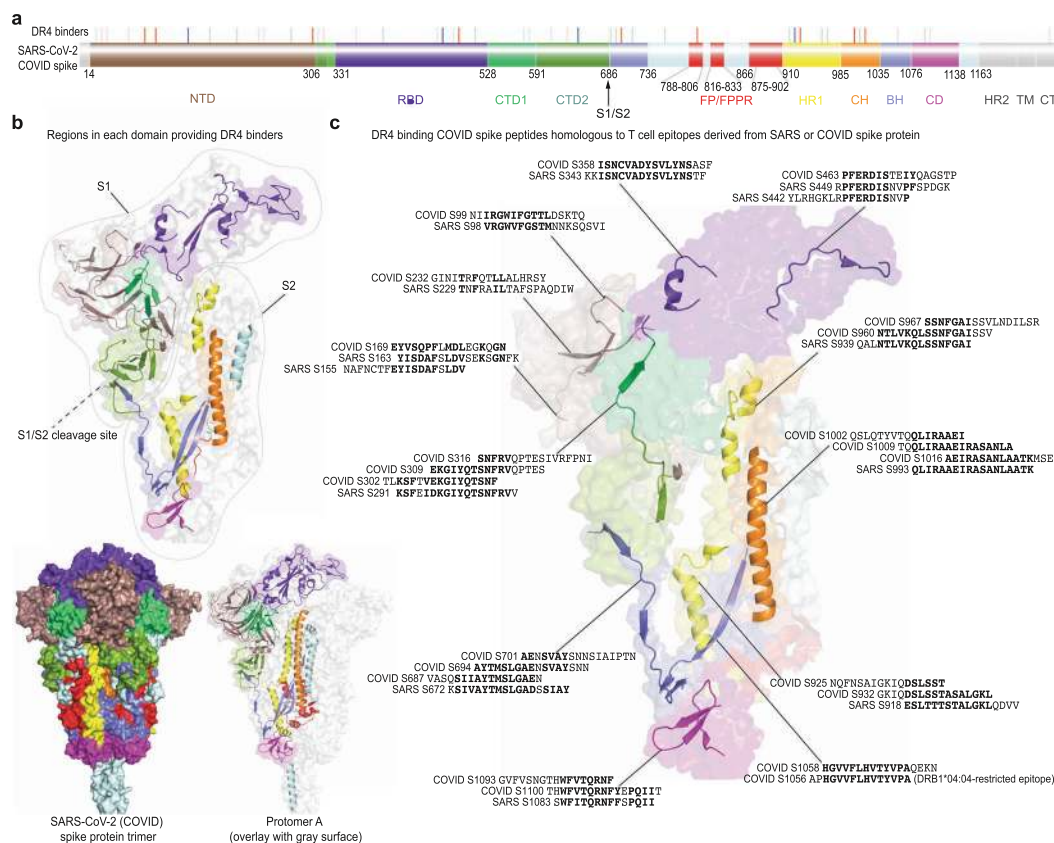 a
DR4 binders
SARS-CoV-2
COVID spike
14 306 331 528 591 686 736 788-806 816-833 866 875-902 910 985 1035 1076 1138 1163
NTD RBD CTD1 CTD2 S1/S2 FP/FPPR HR1 CH BH CD HR2 TM CT
b
Regions in each domain providing DR4 binders
S1
S2
S1/S2 cleavage site
SARS-CoV-2 (COVID)
spike protein trimer
Protomer A
(overlay with gray surface)
c
DR4 binding COVID spike peptides homologous to T cell epitopes derived from SARS or COVID spike protein
COVID S358 ISNCVADYSVLYNSASF
SARS S343 KKISNCVADYSVLYNSTF
COVID S463 PFERDISTEIYQAGSTP
SARS S449 RPFERDISNVPFSPDGK
SARS S442 YLRHGKLRPFERDISNVP
COVID S99 NIIRGWIFGTTLDSKTQ
SARS S98 VRGWVFGSTMNNKSQSVI
COVID S232 GINITRFQTLLALHRSY
SARS S229 TNFRAILTAFSPAQDIW
COVID S967 SSNFGAISSVLNDILSR
COVID S960 NTLVKQLSSNFGAISSV
SARS S939 QALNTLVKQLSSNFGAI
COVID S169 EYVSQPFLMDLEGKQGN
SARS S163 YISDAFSLDVSEKSGNFK
SARS S155 NAFNCTFEYISDAFSLDV
COVID S1002 QSLQTYVTQQLIRAAEI
COVID S1009 TQQLIRAAEIRASANLA
COVID S1016 AEIRASANLAATKMSE
SARS S993 QLIRAAEIRASANLAATK
COVID S316 SNFRVQPTESIVRFPNI
COVID S309 EKGIYQTSNFRVQPTES
COVID S302 TLKSFTVEKGIYQTSNF
SARS S291 KSFEIDKGIYQTSNFRVV
COVID S701 AENSVAYSNNSIAIPTN
COVID S694 AYTMSLGAENSVAYSNN
COVID S687 VASQSIIAYTMSLGAEN
SARS S672 KSIVAYTMSLGADSSIAY
COVID S925 NQFNSAIGKIQDSLSST
COVID S932 GKIQDSLSSTASALGKL
SARS S918 ESLTTTSTALGKLQDVV
COVID S1058 HGVVFLHVTYVPAQEKN
COVID S1056 APHGVVFLHVTYVPA (DRB1*04:04-restricted epitope)
COVID S1093 GVFVSNGTHWFVTQRNF
COVID S1100 THWFVTQRNFYEPQIIT
SARS S1083 SWFITQRNFFSPQII